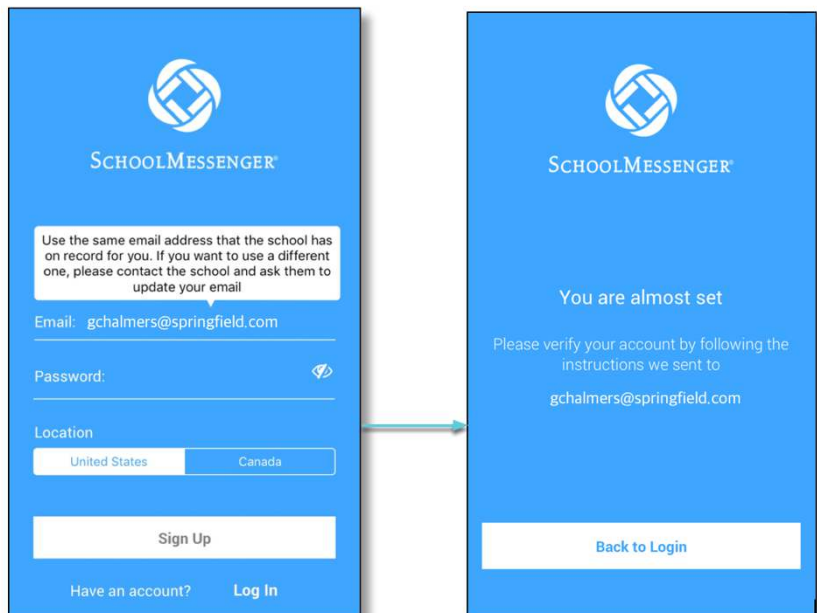 SCHOOLMESSENGER®
Use the same email address that the school has
on record for you. If you want to use a different
one, please contact the school and ask them to
update your email
Email: gchalmers@springfield.com
Password:
Location
United States Canada
Sign Up
Have an account? Log In
SCHOOLMESSENGER®
You are almost set
Please verify your account by following the
instructions we sent to
gchalmers@springfield.com
Back to Login